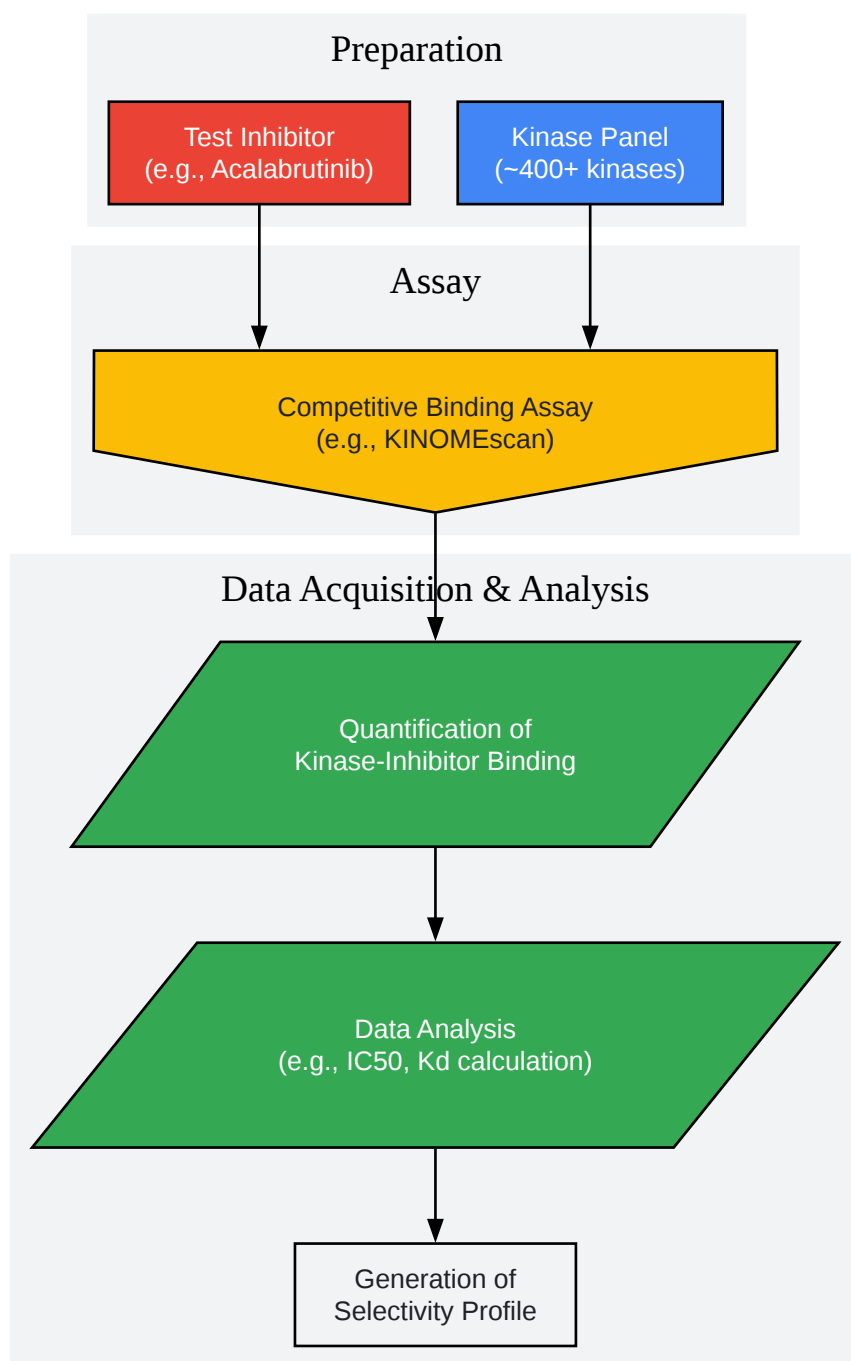 Preparation
Test Inhibitor
(e.g., Acalabrutinib)
Kinase Panel
(~400+ kinases)
Assay
Competitive Binding Assay
(e.g., KINOMEscan)
Data Acquisition & Analysis
Quantification of
Kinase-Inhibitor Binding
Data Analysis
(e.g., IC50, Kd calculation)
Generation of
Selectivity Profile